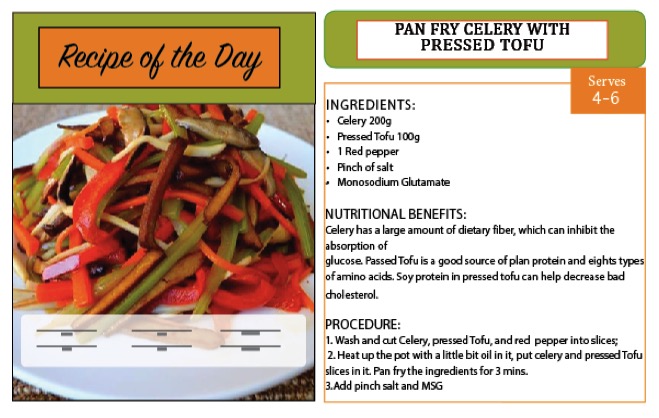 Recipe of the Day
PAN FRY CELERY WITH
PRESSED TOFU
Serves
4-6
INGREDIENTS:
• Celery 200g
• Pressed Tofu 100g
• 1 Red pepper
• Pinch of salt
• Monosodium Glutamate
NUTRITIONAL BENEFITS:
Celery has a large amount of dietary fiber, which can inhibit the
absorption of
glucose. Passed Tofu is a good source of plan protein and eights types
of amino acids. Soy protein in pressed tofu can help decrease bad
cholesterol.
PROCEDURE:
1. Wash and cut Celery, pressed Tofu, and red pepper into slices;
2. Heat up the pot with a little bit oil in it, put celery and pressed Tofu
slices in it. Pan fry the ingredients for 3 mins.
3.Add pinch salt and MSG